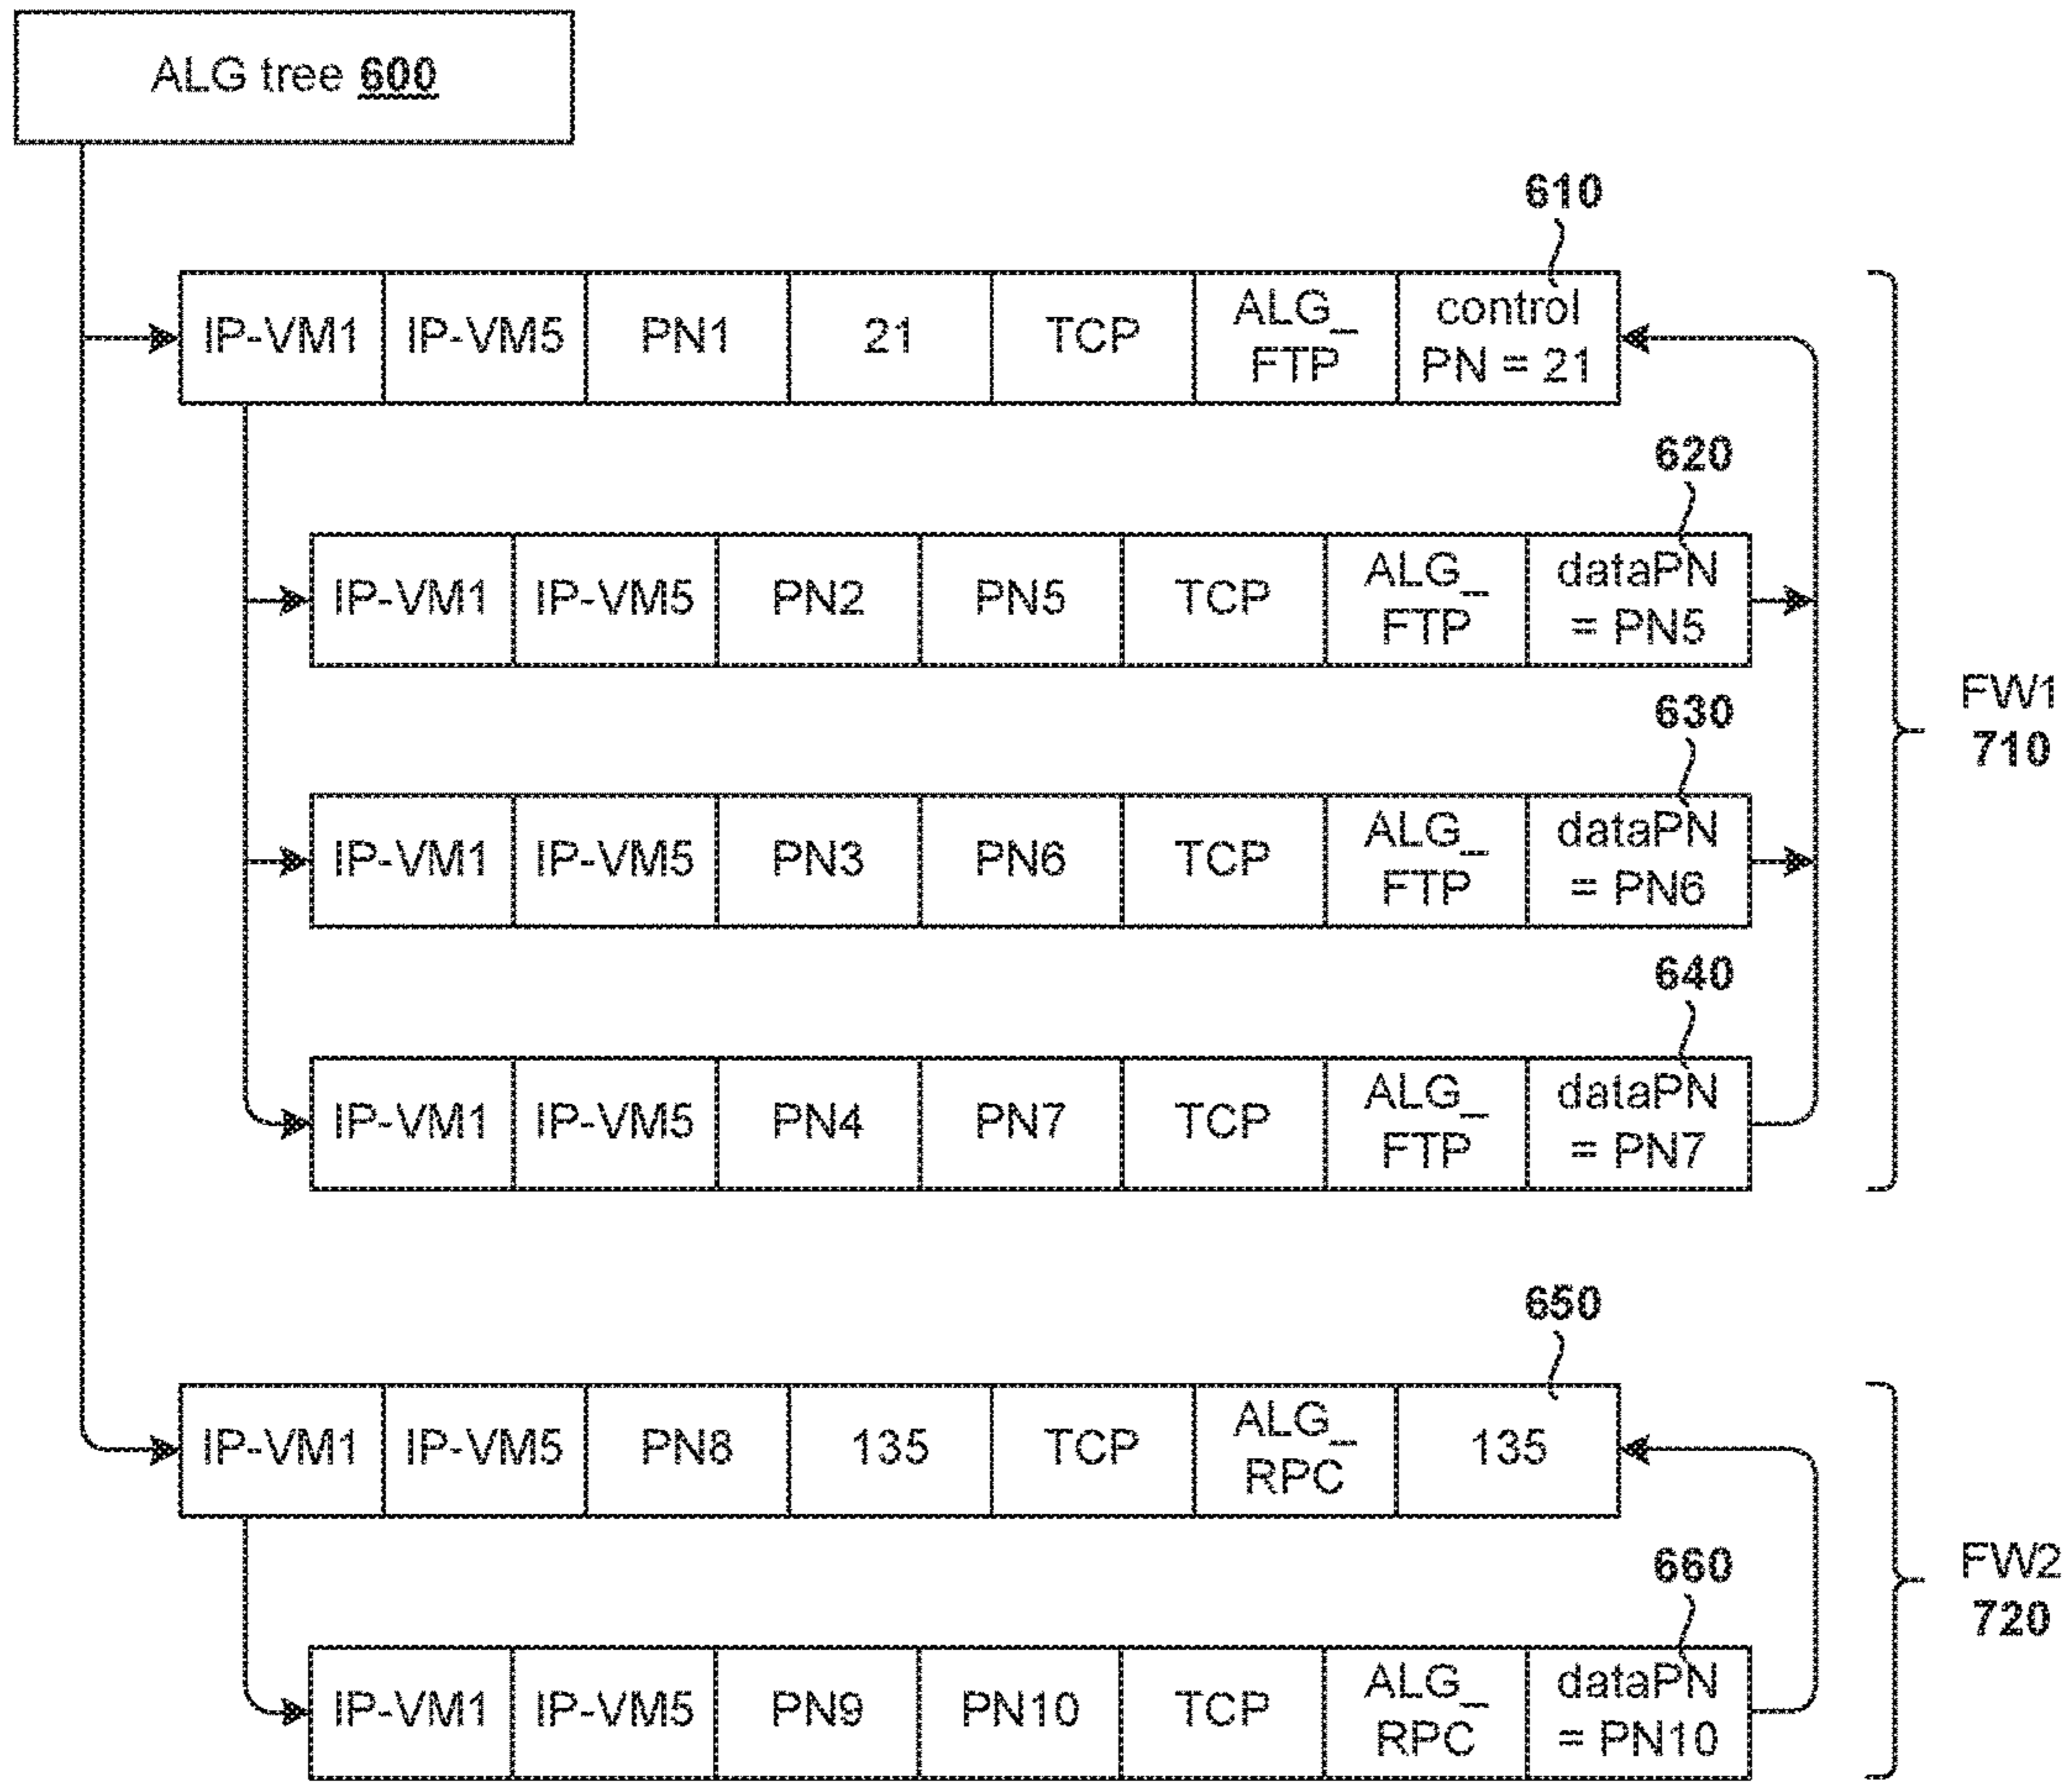 ALG tree 600
610
IP-VM1 IP-VM5 PN1 21 TCP ALG_ FTP control PN = 21
620
IP-VM1 IP-VM5 PN2 PN5 TCP ALG_ FTP dataPN = PN5
FW1
710
630
IP-VM1 IP-VM5 PN3 PN6 TCP ALG_ FTP dataPN = PN6
640
IP-VM1 IP-VM5 PN4 PN7 TCP ALG_ FTP dataPN = PN7
650
IP-VM1 IP-VM5 PN8 135 TCP ALG_ RPC 135
FW2
720
660
IP-VM1 IP-VM5 PN9 PN10 TCP ALG_ RPC dataPN = PN10